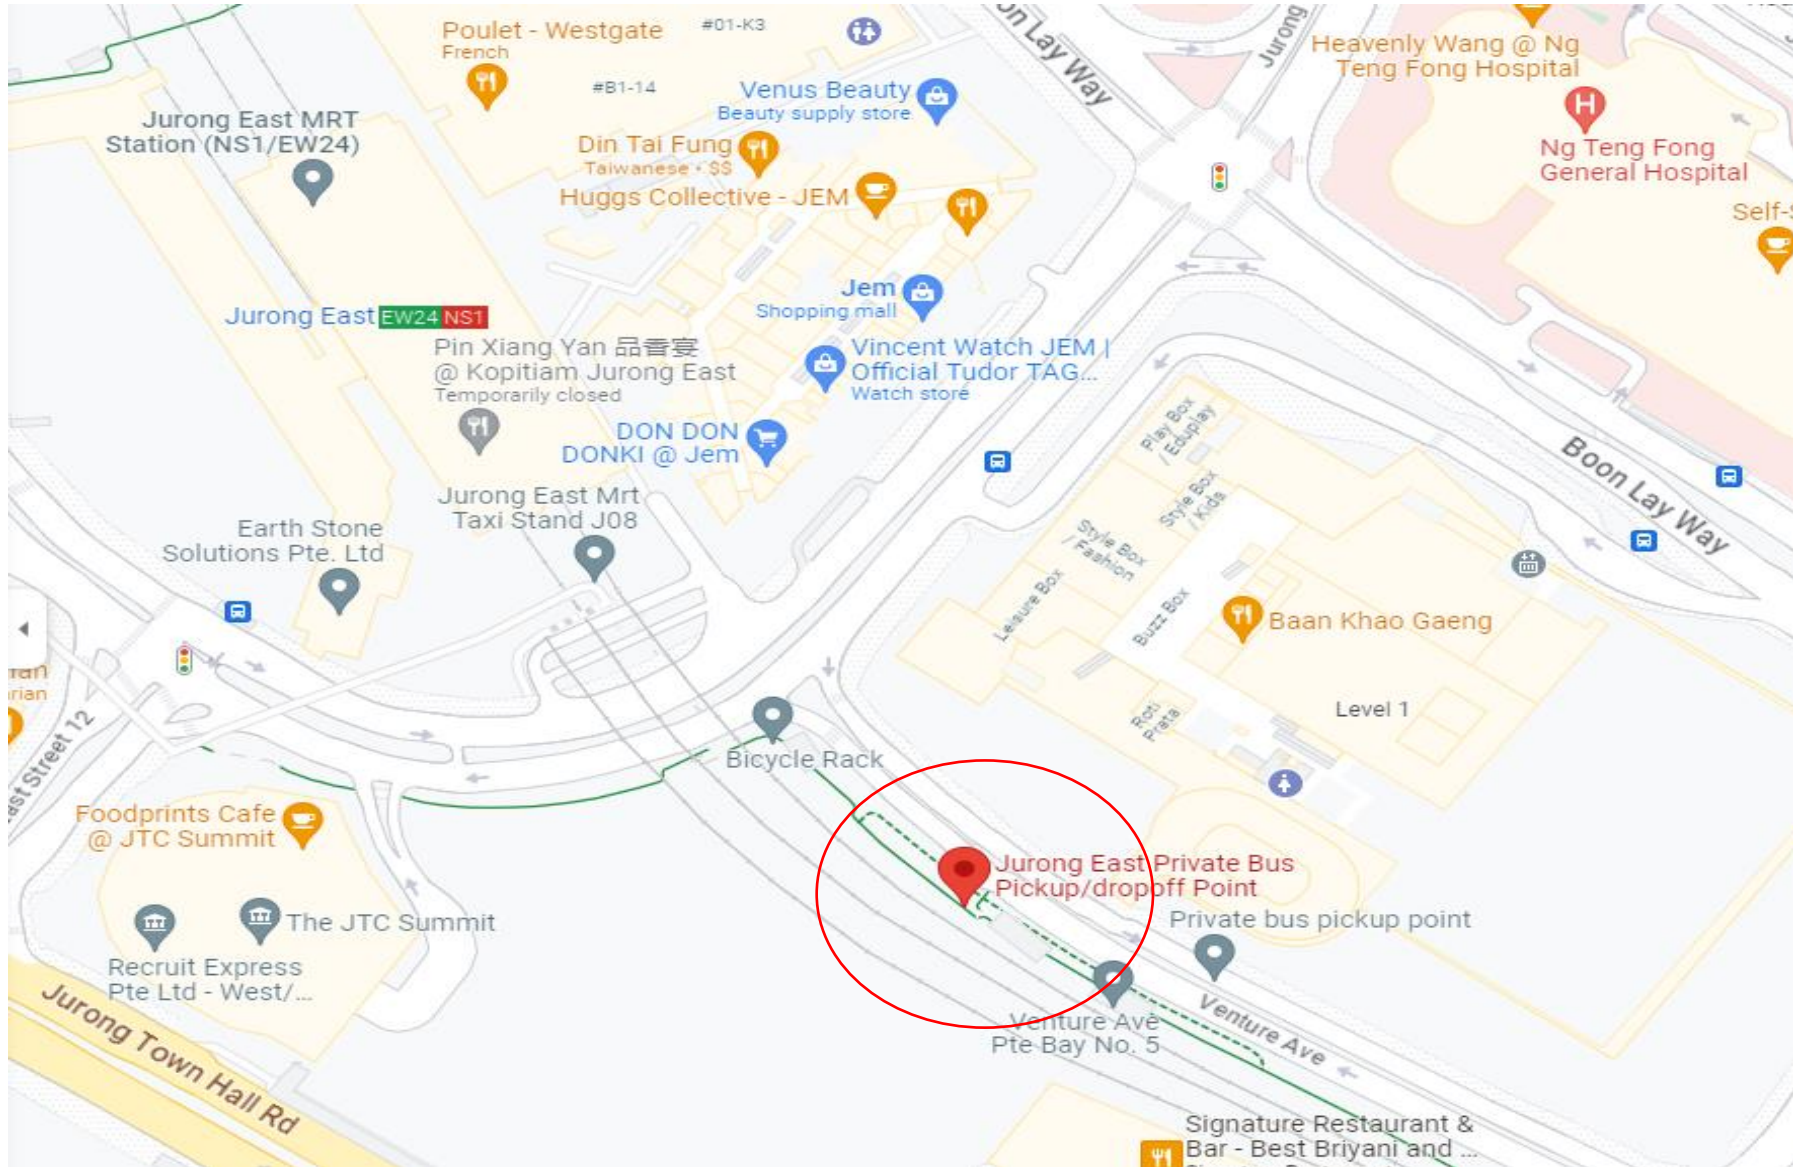 Poulet - Westgate
French
#01-K3
#B1-14
Venus Beauty
Beauty supply store
Boon Lay Way
Jurong
Heavenly Wang @ Ng
Teng Fong Hospital
H
Ng Teng Fong
General Hospital
Self-S
Jurong East MRT
Station (NS1/EW24)
Din Tai Fung
Taiwanese • $$
Huggs Collective - JEM
Jem
Shopping mall
Jurong East EW24 NS1
Pin Xiang Yan 品香宴
@ Kopitiam Jurong East
Temporarily closed
Vincent Watch JEM |
Official Tudor TAG...
Watch store
DON DON
DONKI @ Jem
Play Box
/ Eduplay
Style Box
/ Kids
Style Box
/ Fashion
Leisure Box
Buzz Box
Boon Lay Way
Jurong East Mrt
Taxi Stand J08
Earth Stone
Solutions Pte. Ltd
Baan Khao Gaeng
Level 1
Roti
Prata
Bicycle Rack
East Street 12
Foodprints Cafe
@ JTC Summit
The JTC Summit
Recruit Express
Pte Ltd - West/...
Jurong Town Hall Rd
Jurong East Private Bus
Pickup/dropoff Point
Private bus pickup point
Venture Ave
Pte Bay No. 5
Venture Ave
Signature Restaurant &
Bar - Best Briyani and ...